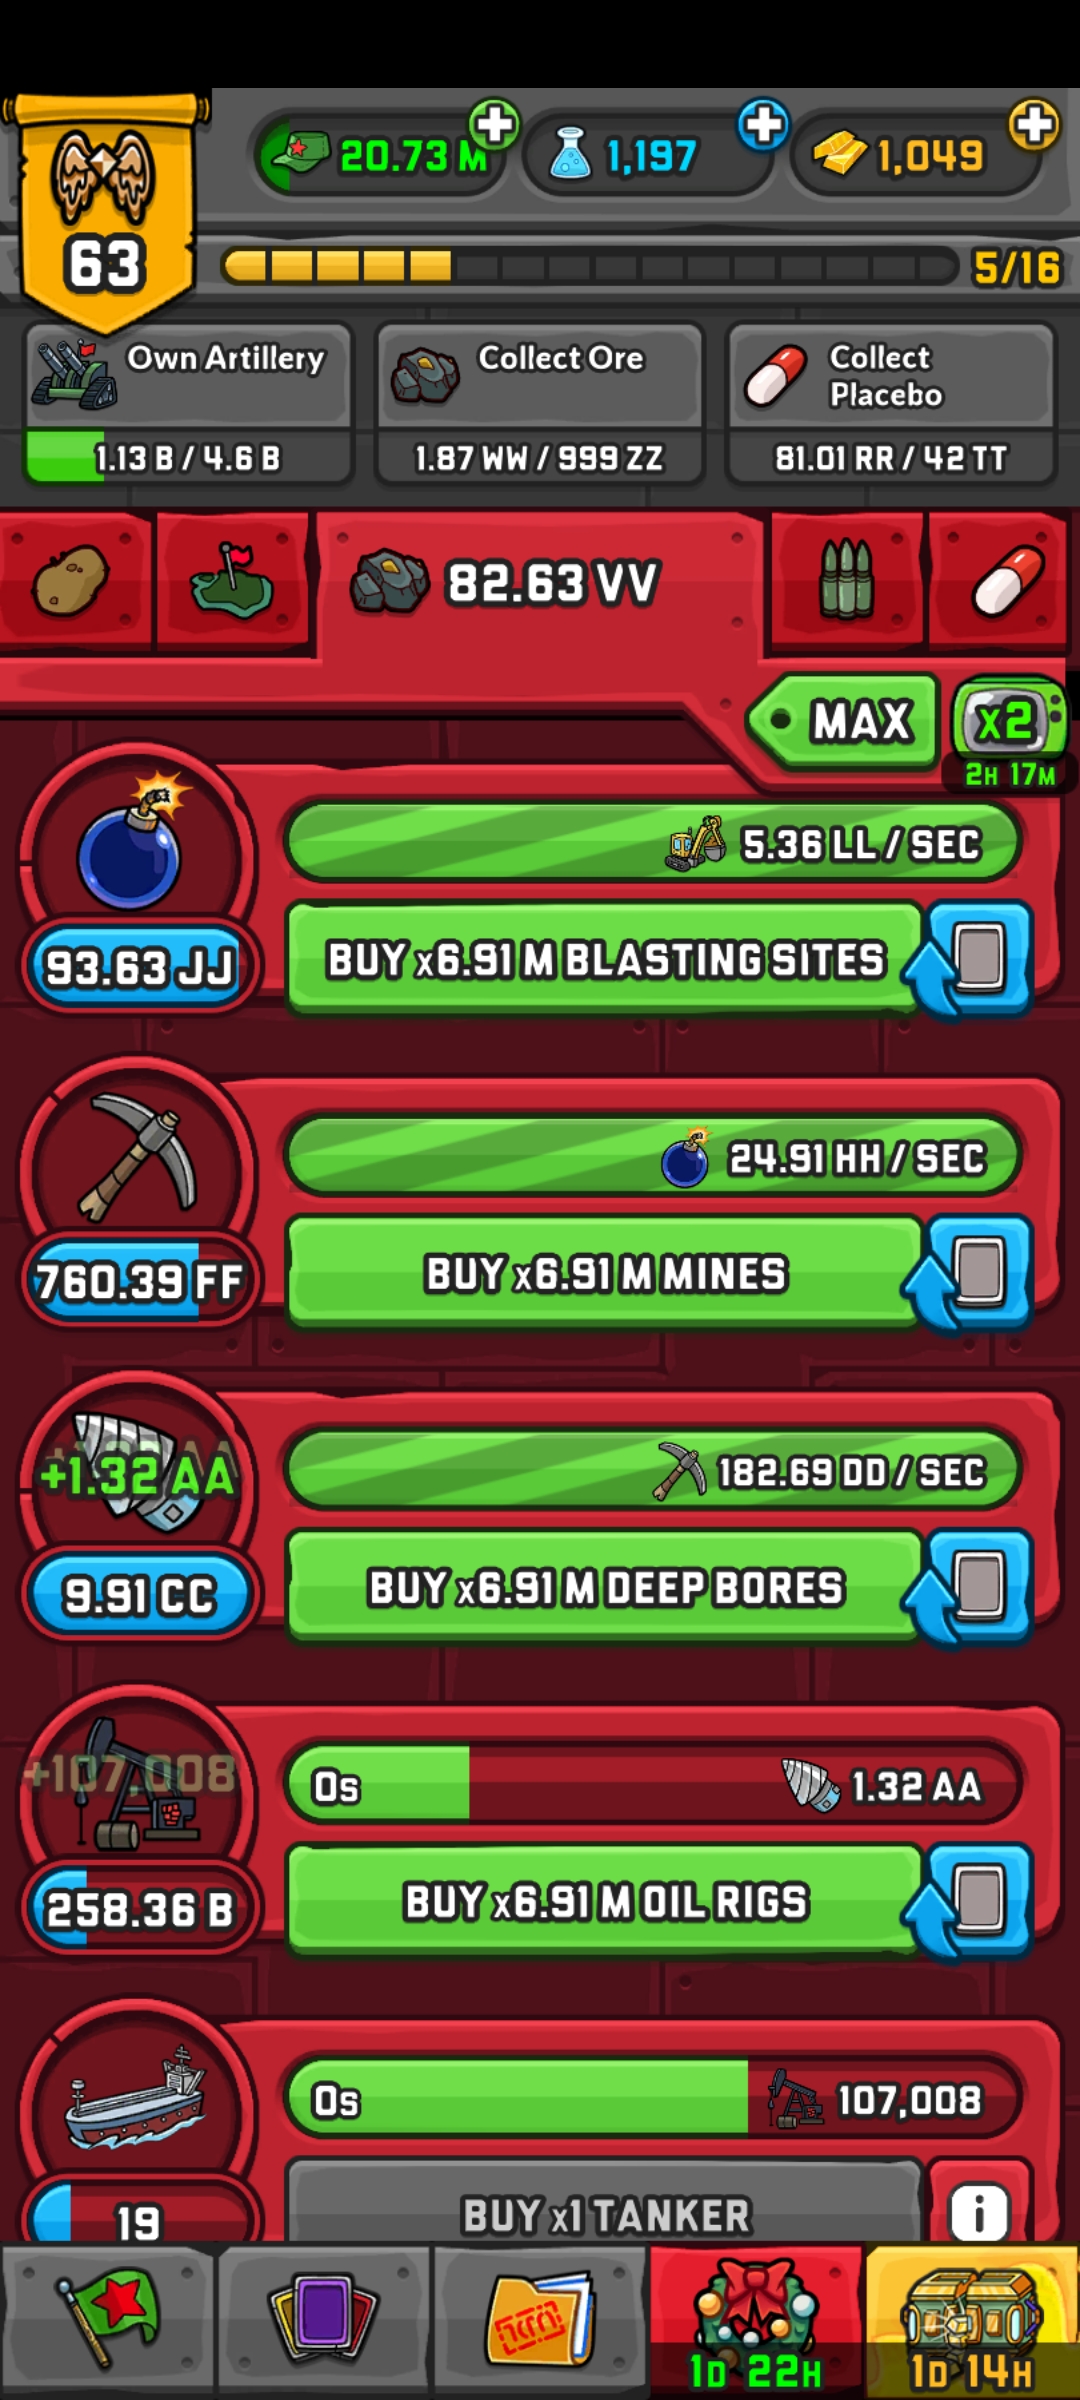 20.73 M
1,197
1,049
63
5/16
Own Artillery
Collect Ore
Collect
Placebo
1.13 B / 4.6 B
1.87 WW / 999 ZZ
81.01 RR / 42 TT
82.63 VV
MAX
x2
2H 17M
5.36 LL / SEC
93.63 JJ
BUY x6.91 M BLASTING SITES
24.91 HH / SEC
760.39 FF
BUY x6.91 M MINES
+1.32 AA
182.69 DD / SEC
9.91 CC
BUY x6.91 M DEEP BORES
+107,008
0s
1.32 AA
258.36 B
BUY x6.91 M OIL RIGS
0s
107,008
19
BUY x1 TANKER
i
1D 22H
1D 14H